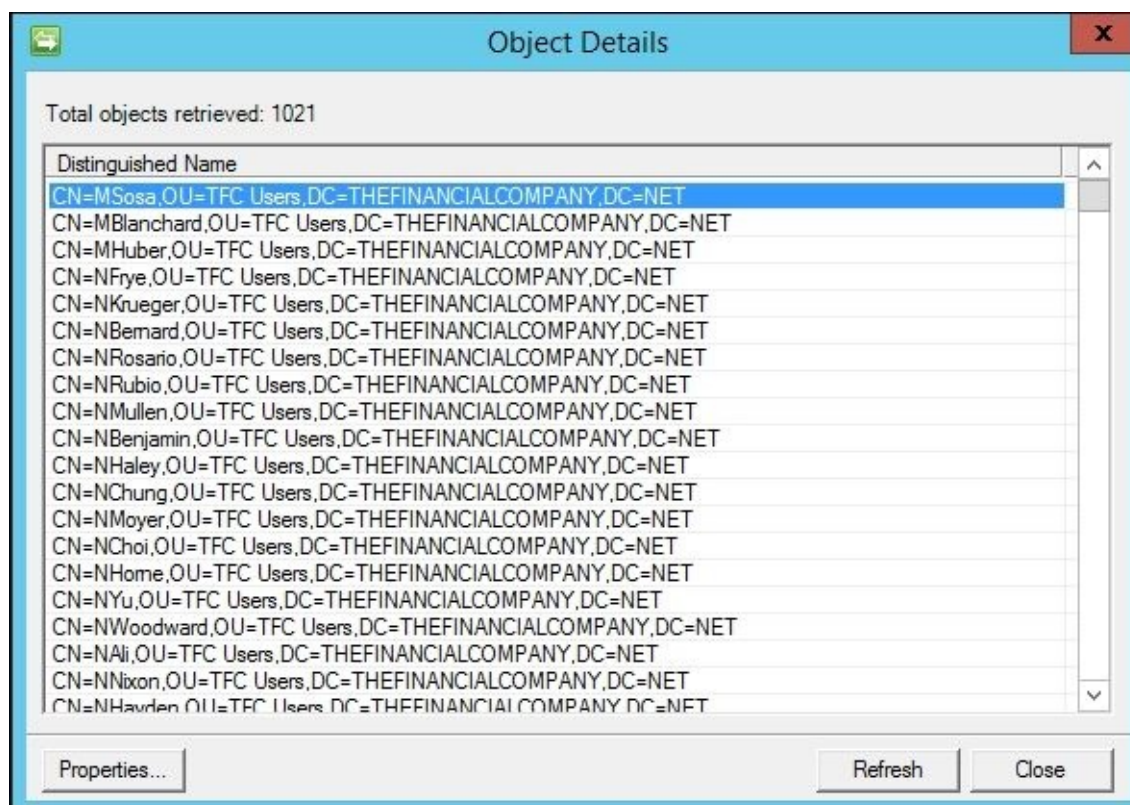 Object Details
X
Total objects retrieved: 1021
Distinguished Name
CN=MSosa,OU=TFC Users,DC=THEFINANCIALCOMPANY,DC=NET
CN=MBlanchard,OU=TFC Users,DC=THEFINANCIALCOMPANY,DC=NET
CN=MHuber,OU=TFC Users,DC=THEFINANCIALCOMPANY,DC=NET
CN=NFrye,OU=TFC Users,DC=THEFINANCIALCOMPANY,DC=NET
CN=NKrueger,OU=TFC Users,DC=THEFINANCIALCOMPANY,DC=NET
CN=NBernard,OU=TFC Users,DC=THEFINANCIALCOMPANY,DC=NET
CN=NRosario,OU=TFC Users,DC=THEFINANCIALCOMPANY,DC=NET
CN=NRubio,OU=TFC Users,DC=THEFINANCIALCOMPANY,DC=NET
CN=NMullen,OU=TFC Users,DC=THEFINANCIALCOMPANY,DC=NET
CN=NBenjamin,OU=TFC Users,DC=THEFINANCIALCOMPANY,DC=NET
CN=NHaley,OU=TFC Users,DC=THEFINANCIALCOMPANY,DC=NET
CN=NChung,OU=TFC Users,DC=THEFINANCIALCOMPANY,DC=NET
CN=NMoyer,OU=TFC Users,DC=THEFINANCIALCOMPANY,DC=NET
CN=NChoi,OU=TFC Users,DC=THEFINANCIALCOMPANY,DC=NET
CN=NHorne,OU=TFC Users,DC=THEFINANCIALCOMPANY,DC=NET
CN=NYu,OU=TFC Users,DC=THEFINANCIALCOMPANY,DC=NET
CN=NWoodward,OU=TFC Users,DC=THEFINANCIALCOMPANY,DC=NET
CN=NAli,OU=TFC Users,DC=THEFINANCIALCOMPANY,DC=NET
CN=NNixon,OU=TFC Users,DC=THEFINANCIALCOMPANY,DC=NET
CN=NHayden,OU=TFC Users,DC=THEFINANCIALCOMPANY,DC=NET
Properties... Refresh Close